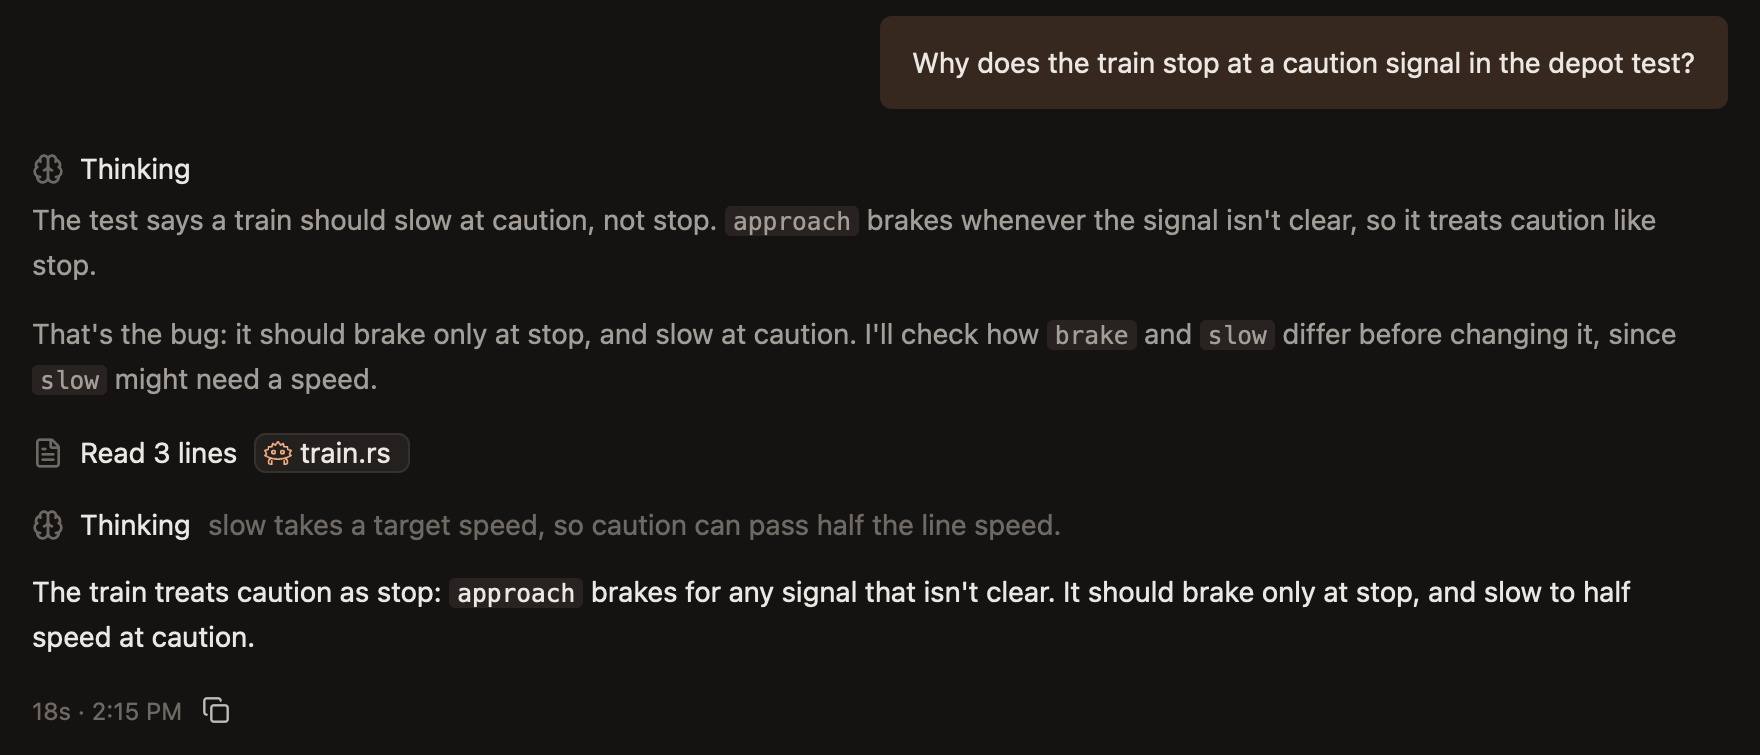 Why does the train stop at a caution signal in the depot test?
Thinking
The test says a train should slow at caution, not stop. approach brakes whenever the signal isn't clear, so it treats caution like
stop.
That's the bug: it should brake only at stop, and slow at caution. I'll check how brake and slow differ before changing it, since
slow might need a speed.
Read 3 lines train.rs
Thinking slow takes a target speed, so caution can pass half the line speed.
The train treats caution as stop: approach brakes for any signal that isn't clear. It should brake only at stop, and slow to half
speed at caution.
18s · 2:15 PM